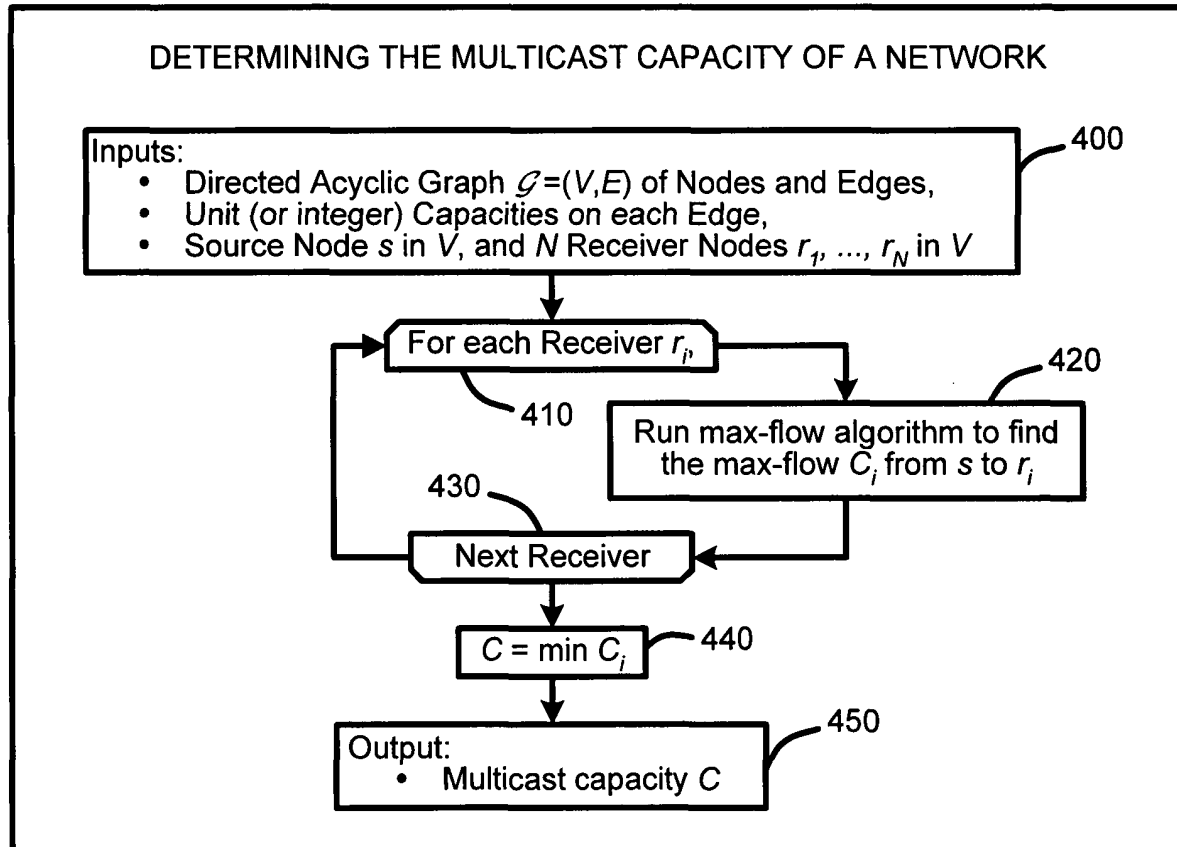 DETERMINING THE MULTICAST CAPACITY OF A NETWORK
400
Inputs:
• Directed Acyclic Graph 𝒢=(V,E) of Nodes and Edges,
• Unit (or integer) Capacities on each Edge,
• Source Node s in V, and N Receiver Nodes r₁, ..., r_N in V
For each Receiver rᵢ,
410
420
Run max-flow algorithm to find
the max-flow Cᵢ from s to rᵢ
430
Next Receiver
C = min Cᵢ
440
450
Output:
• Multicast capacity C